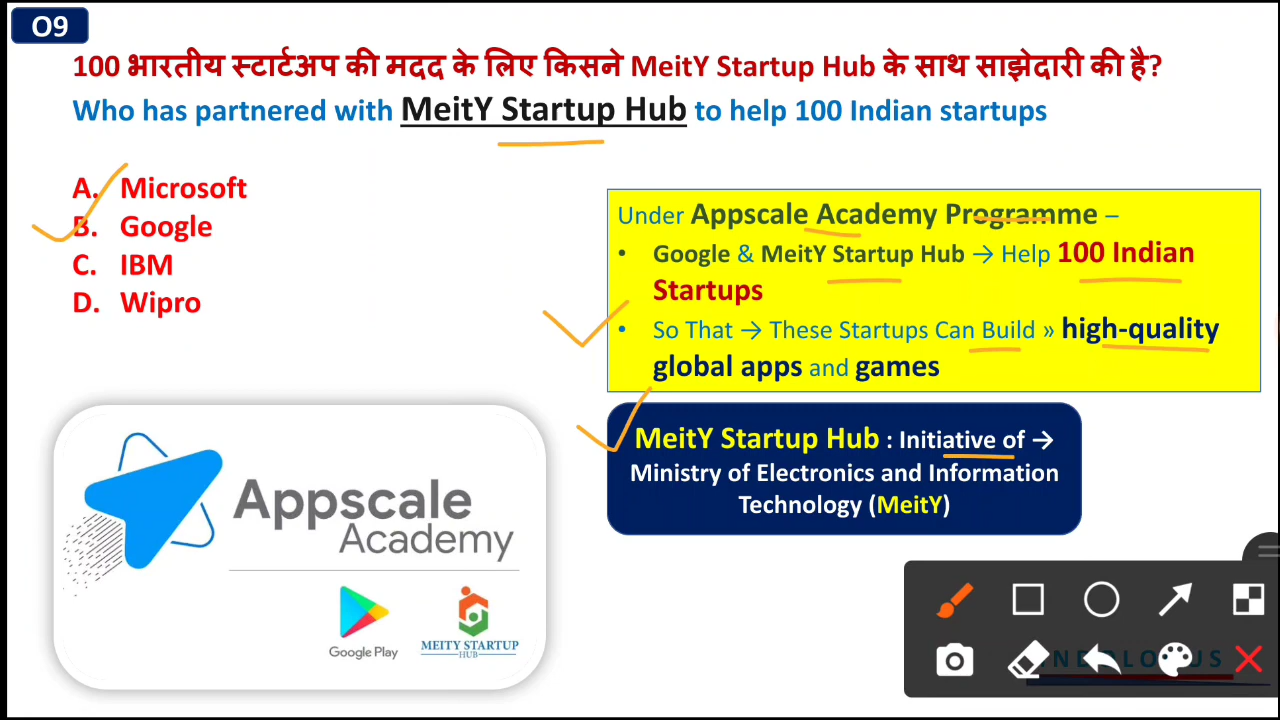 O9
100 भारतीय स्टार्टअप की मदद के लिए किसने MeitY Startup Hub के साथ साझेदारी की है?
Who has partnered with MeitY Startup Hub to help 100 Indian startups
A. Microsoft
B. Google
C. IBM
D. Wipro
Under Appscale Academy Programme –
• Google & MeitY Startup Hub → Help 100 Indian
Startups
• So That → These Startups Can Build » high-quality
global apps and games
MeitY Startup Hub : Initiative of →
Ministry of Electronics and Information
Technology (MeitY)
Appscale
Academy
Google Play
MEITY STARTUP
HUB